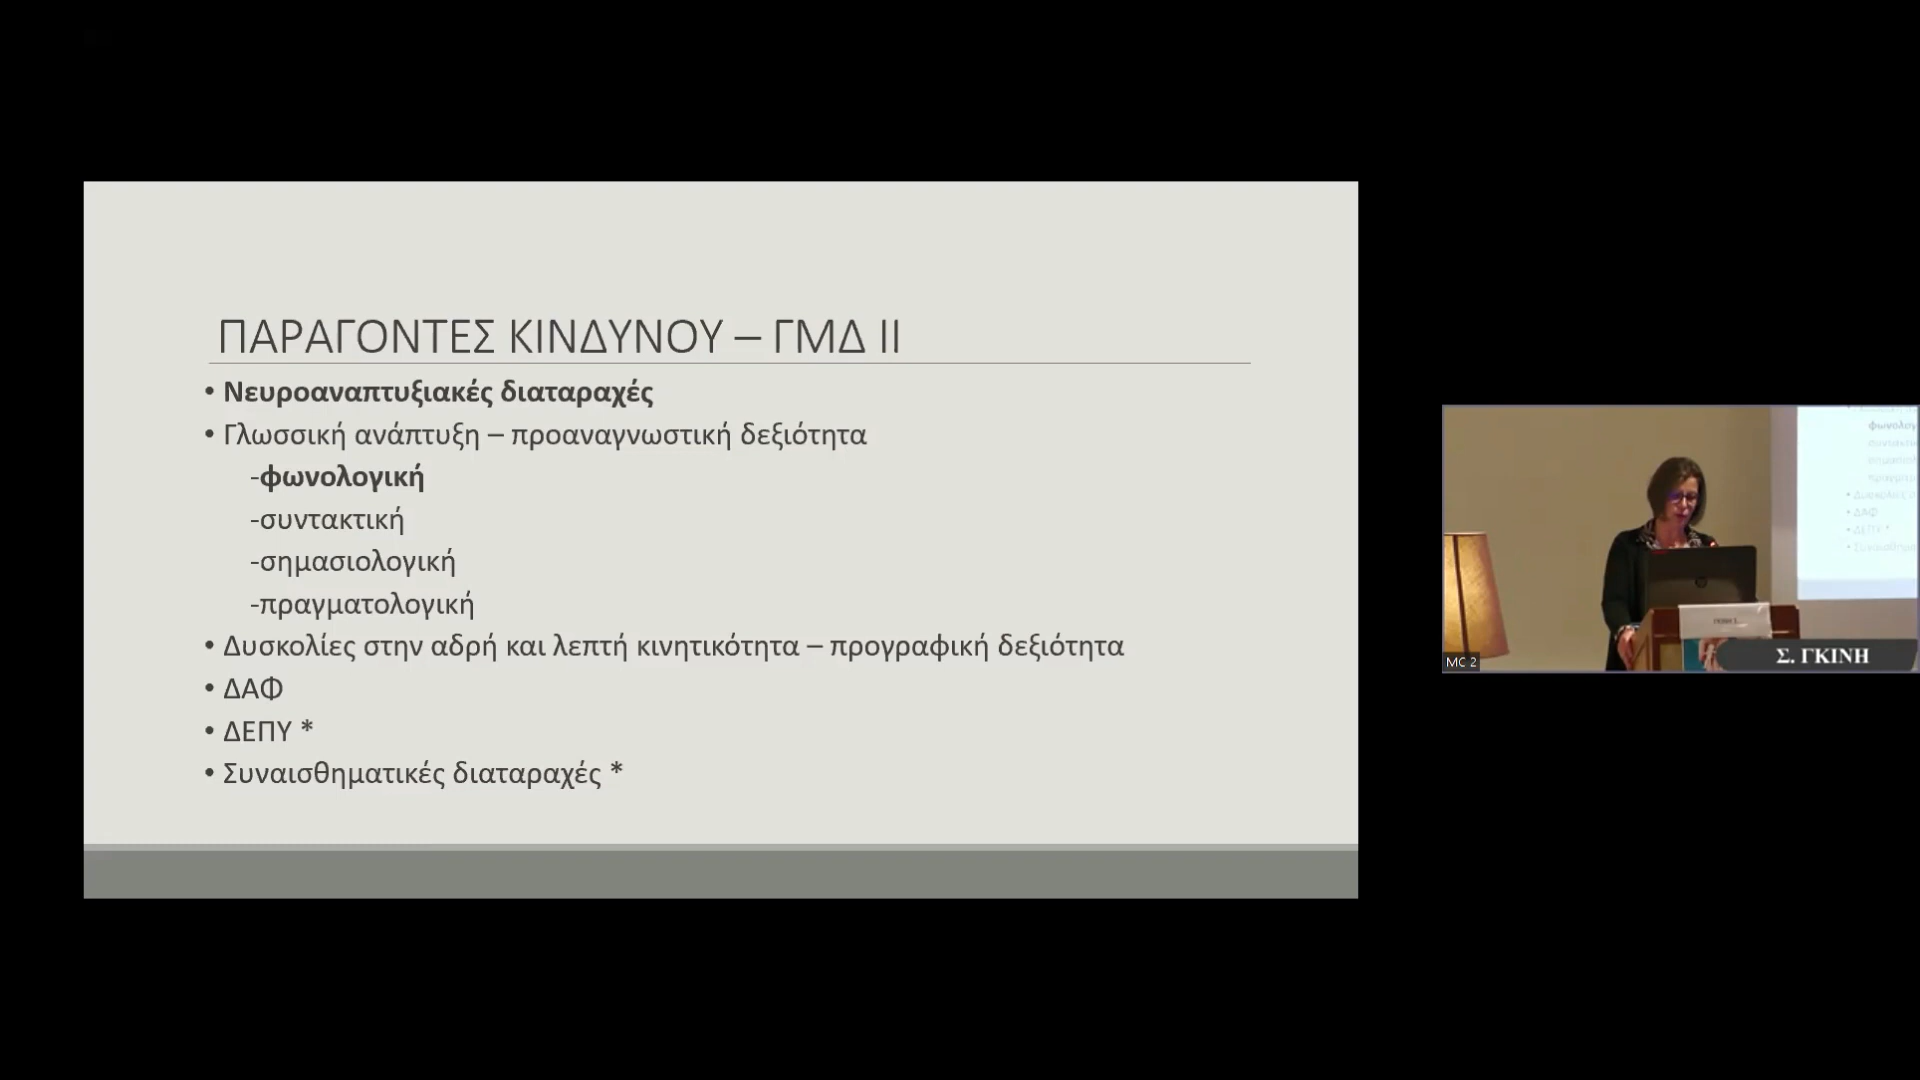 ΠΑΡΑΓΟΝΤΕΣ ΚΙΝΔΥΝΟΥ – ΓΜΔ ΙΙ
• Νευροαναπτυξιακές διαταραχές
• Γλωσσική ανάπτυξη – προαναγνωστική δεξιότητα
-φωνολογική
-συντακτική
-σημασιολογική
-πραγματολογική
• Δυσκολίες στην αδρή και λεπτή κινητικότητα – προγραφική δεξιότητα
• ΔΑΦ
• ΔΕΠΥ *
• Συναισθηματικές διαταραχές *
MC 2
Σ. ΓΚΙΝΗ